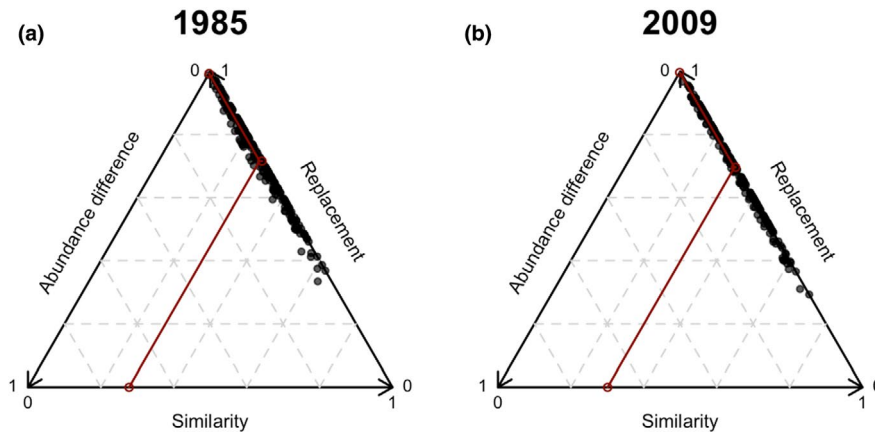 (a) 1985
0 1
Abundance difference
Replacement
1 0
0 1
Similarity
(b) 2009
0 1
Abundance difference
Replacement
1
0 1
Similarity